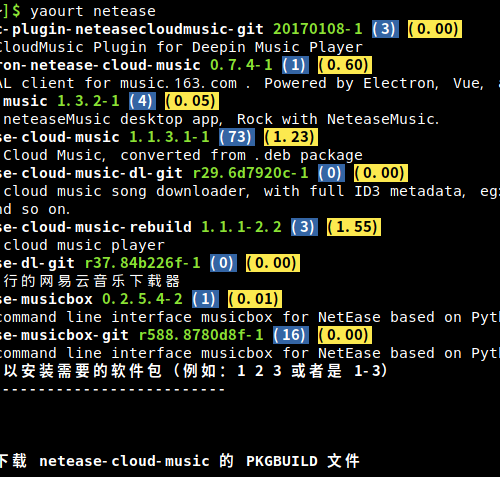 ~]$ yaourt netease
c-plugin-neteasecloudmusic-git 20170108-1 (3) (0.00)
CloudMusic Plugin for Deepin Music Player
ron-netease-cloud-music 0.7.4-1 (1) (0.60)
AL client for music.163.com . Powered by Electron, Vue, a
music 1.3.2-1 (4) (0.05)
neteaseMusic desktop app, Rock with NeteaseMusic.
se-cloud-music 1.1.3.1-1 (73) (1.23)
Cloud Music, converted from .deb package
se-cloud-music-dl-git r29.6d7920c-1 (0) (0.00)
cloud music song downloader, with full ID3 metadata, eg:
nd so on.
se-cloud-music-rebuild 1.1.1-2.2 (3) (1.55)
cloud music player
se-dl-git r37.84b226f-1 (0) (0.00)
行的网易云音乐下载器
se-musicbox 0.2.5.4-2 (1) (0.01)
command line interface musicbox for NetEase based on Pyth
se-musicbox-git r588.8780d8f-1 (16) (0.00)
command line interface musicbox for NetEase based on Pyth
以安装需要的软件包（例如：1 2 3 或者是 1-3）
-------------------------
下载 netease-cloud-music 的 PKGBUILD 文件